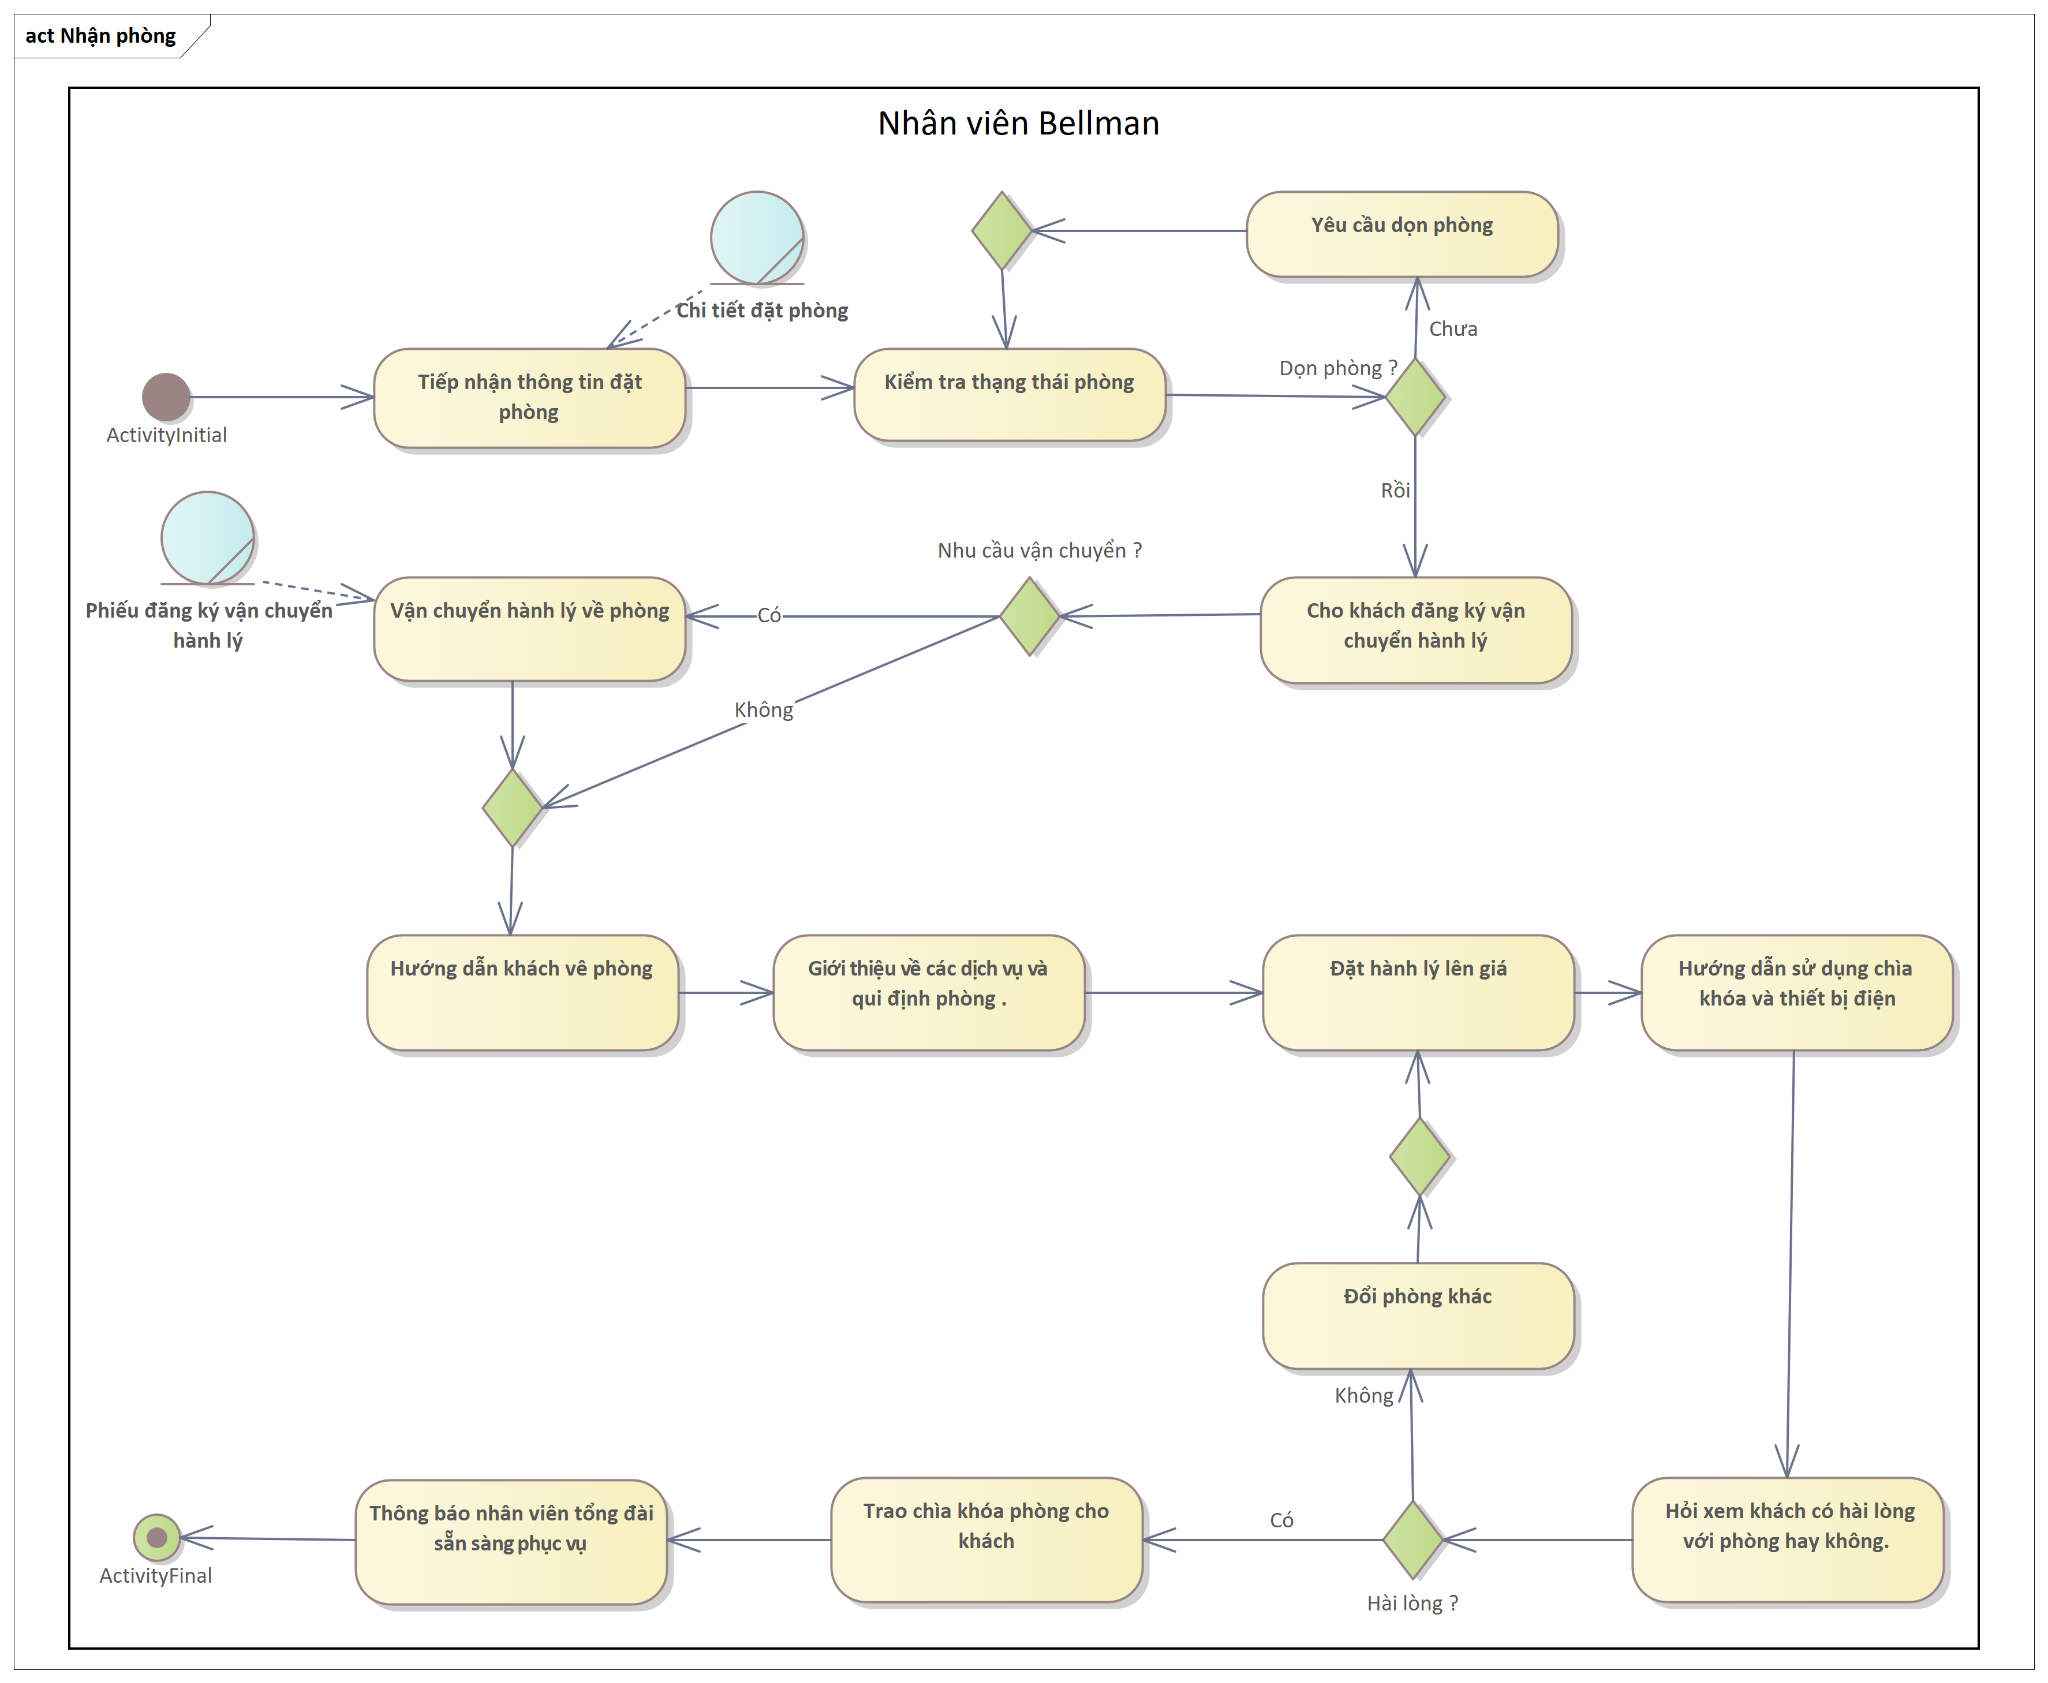 act Nhận phòng
Nhân viên Bellman
Yêu cầu dọn phòng
Chi tiết đặt phòng
Chưa
Dọn phòng ?
Tiếp nhận thông tin đặt
phòng
Kiểm tra thạng thái phòng
ActivityInitial
Rồi
Nhu cầu vận chuyển ?
Phiếu đăng ký vận chuyển
hành lý
Vận chuyển hành lý về phòng
Có
Cho khách đăng ký vận
chuyển hành lý
Không
Hướng dẫn khách vê phòng
Giới thiệu về các dịch vụ và
qui định phòng .
Đặt hành lý lên giá
Hướng dẫn sử dụng chìa
khóa và thiết bị điện
Đổi phòng khác
Không
Thông báo nhân viên tổng đài
sẵn sàng phục vụ
Trao chìa khóa phòng cho
khách
Có
Hỏi xem khách có hài lòng
với phòng hay không.
ActivityFinal
Hài lòng ?